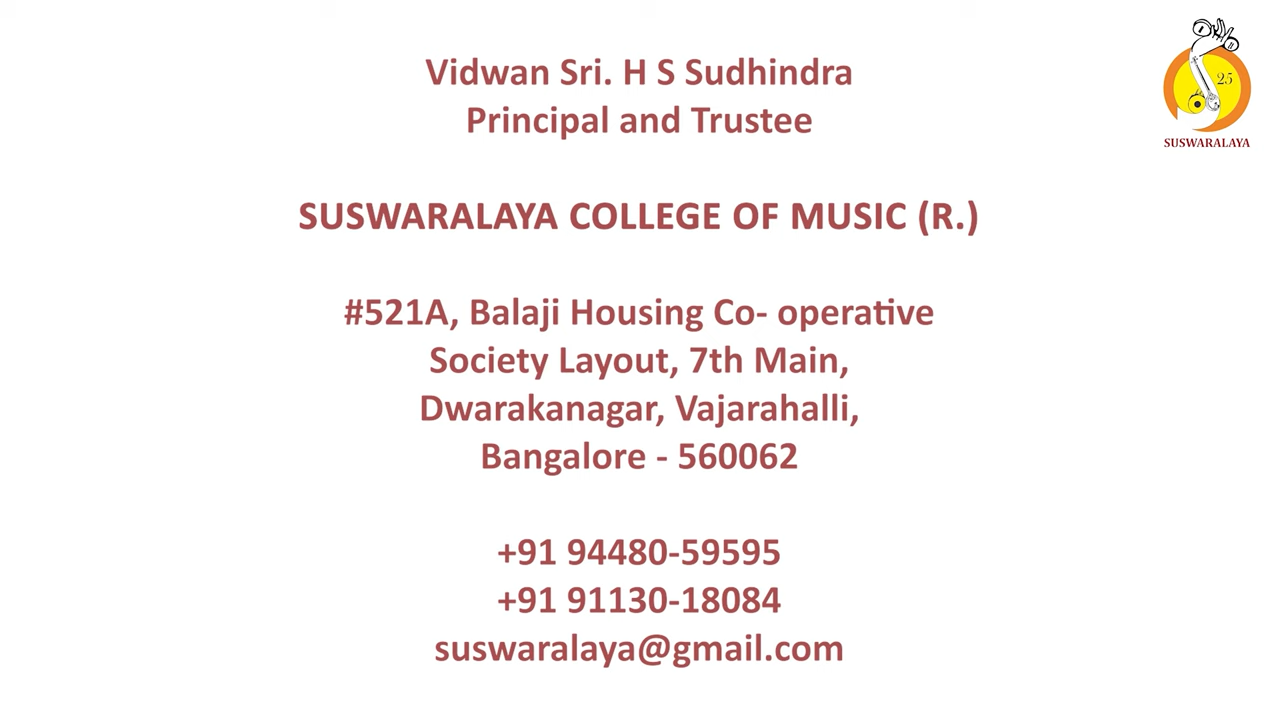 Vidwan Sri. H S Sudhindra
Principal and Trustee
25
SUSWARALAYA
SUSWARALAYA COLLEGE OF MUSIC (R.)
#521A, Balaji Housing Co- operative
Society Layout, 7th Main,
Dwarakanagar, Vajarahalli,
Bangalore - 560062
+91 94480-59595
+91 91130-18084
suswaralaya@gmail.com